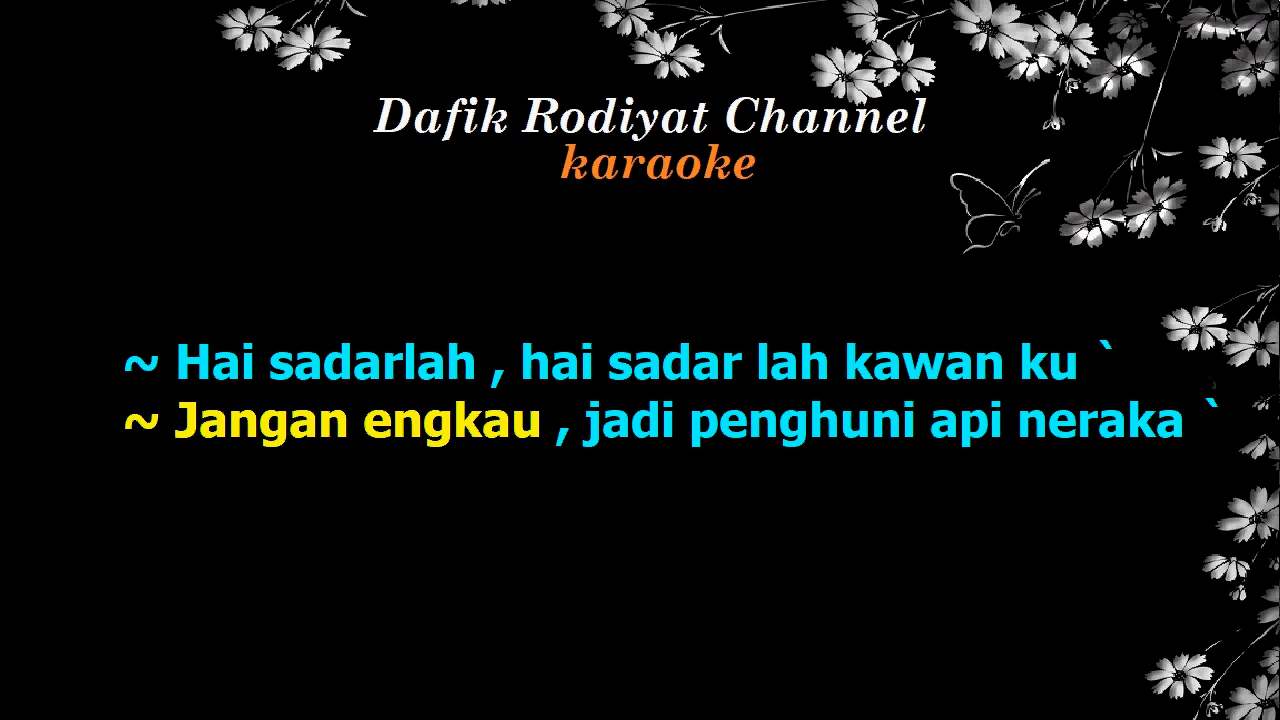 Dafik Rodiyat Channel
karaoke
~ Hai sadarlah , hai sadar lah kawan ku `
~ Jangan engkau , jadi penghuni api neraka `